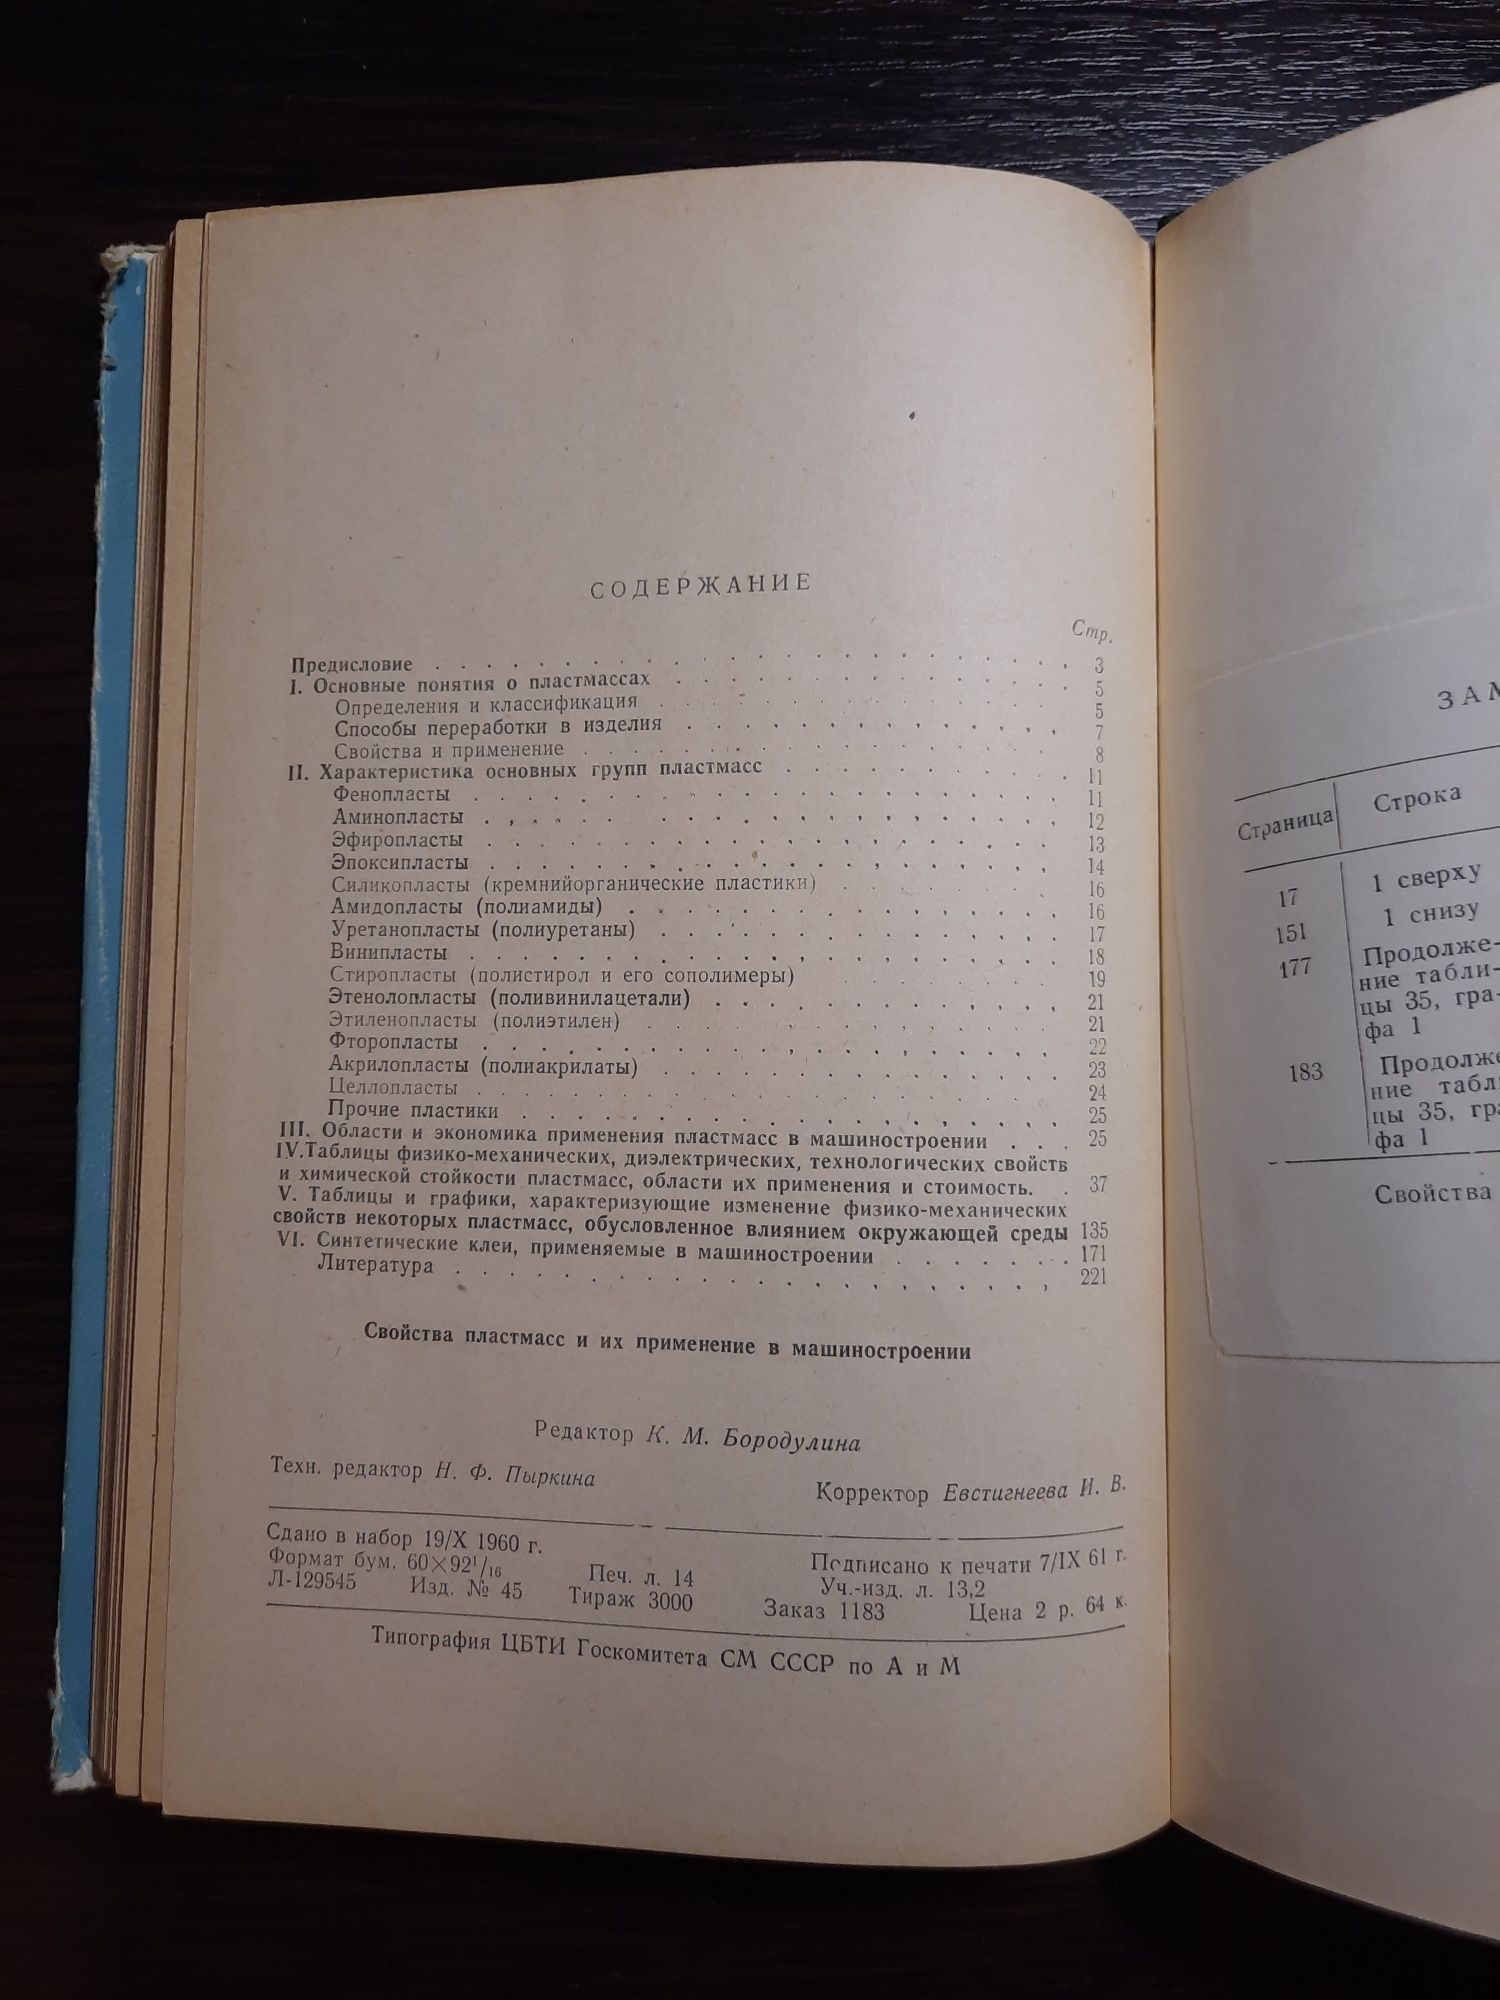 СОДЕРЖАНИЕ
Стр.
Предисловие . . . . . . . . . . . . . . . . . . . . 3
I. Основные понятия о пластмассах . . . . . . . . . . . . 5
Определения и классификация . . . . . . . . . . . . 5
Способы переработки в изделия . . . . . . . . . . . . 7
Свойства и применение . . . . . . . . . . . . . . 8
II. Характеристика основных групп пластмасс . . . . . . . . . 11
Фенопласты . . . . . . . . . . . . . . . . . . 11
Аминопласты . . . . . . . . . . . . . . . . . 12
Эфиропласты . . . . . . . . . . . . . . . . . 13
Эпоксипласты . . . . . . . . . . . . . . . . . 14
Силикопласты (кремнийорганические пластики) . . . . . . 16
Амидопласты (полиамиды) . . . . . . . . . . . . . 16
Уретанопласты (полиуретаны) . . . . . . . . . . . . 17
Винипласты . . . . . . . . . . . . . . . . . . 18
Стиропласты (полистирол и его сополимеры) . . . . . . . 19
Этенолопласты (поливинилацетали) . . . . . . . . . . 21
Этиленопласты (полиэтилен) . . . . . . . . . . . . 21
Фторопласты . . . . . . . . . . . . . . . . . 22
Акрилопласты (полиакрилаты) . . . . . . . . . . . . 23
Целлопласты . . . . . . . . . . . . . . . . . 24
Прочие пластики . . . . . . . . . . . . . . . . 25
III. Области и экономика применения пластмасс в машиностроении . . . 25
IV. Таблицы физико-механических, диэлектрических, технологических свойств
и химической стойкости пластмасс, области их применения и стоимость. . 37
V. Таблицы и графики, характеризующие изменение физико-механических
свойств некоторых пластмасс, обусловленное влиянием окружающей среды 135
VI. Синтетические клеи, применяемые в машиностроении . . . . . . . 171
Литература . . . . . . . . . . . . . . . . . . 221
Свойства пластмасс и их применение в машиностроении
Редактор К. М. Бородулина
Техн. редактор Н. Ф. Пыркина Корректор Евстигнеева И. В.
Сдано в набор 19/X 1960 г. Подписано к печати 7/IX 61 г.
Формат бум. 60×92 1/16 Печ. л. 14 Уч.-изд. л. 13,2
Л-129545 Изд. № 45 Тираж 3000 Заказ 1183 Цена 2 р. 64 к.
Типография ЦБТИ Госкомитета СМ СССР по А и М
ЗАМ
Страница Строка
17 1 сверху
151 1 снизу
177 Продолже-
ние табли-
цы 35, гра-
фа 1
183 Продолже
ние табл
цы 35, гра
фа 1
Свойства